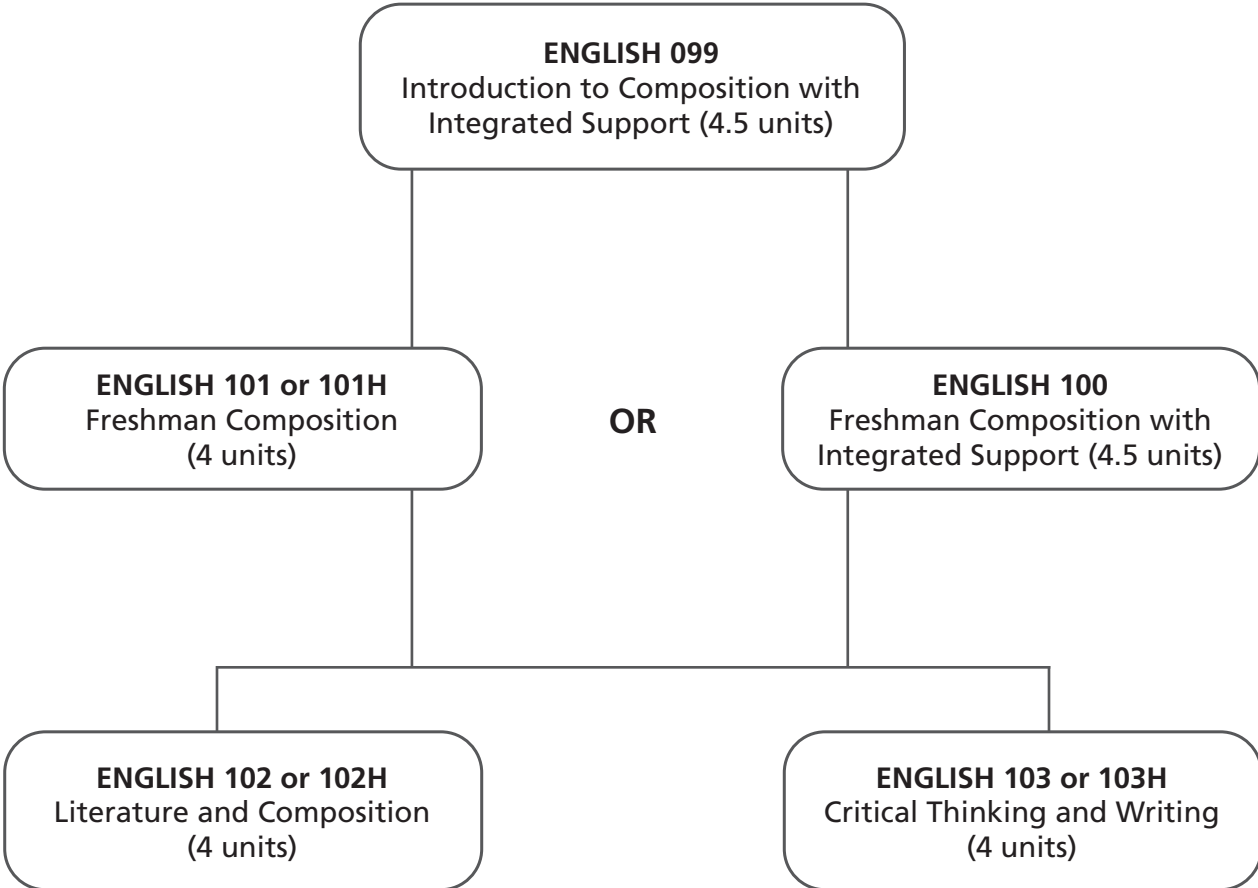 ENGLISH 099
Introduction to Composition with
Integrated Support (4.5 units)
ENGLISH 101 or 101H
Freshman Composition
(4 units)
OR
ENGLISH 100
Freshman Composition with
Integrated Support (4.5 units)
ENGLISH 102 or 102H
Literature and Composition
(4 units)
ENGLISH 103 or 103H
Critical Thinking and Writing
(4 units)